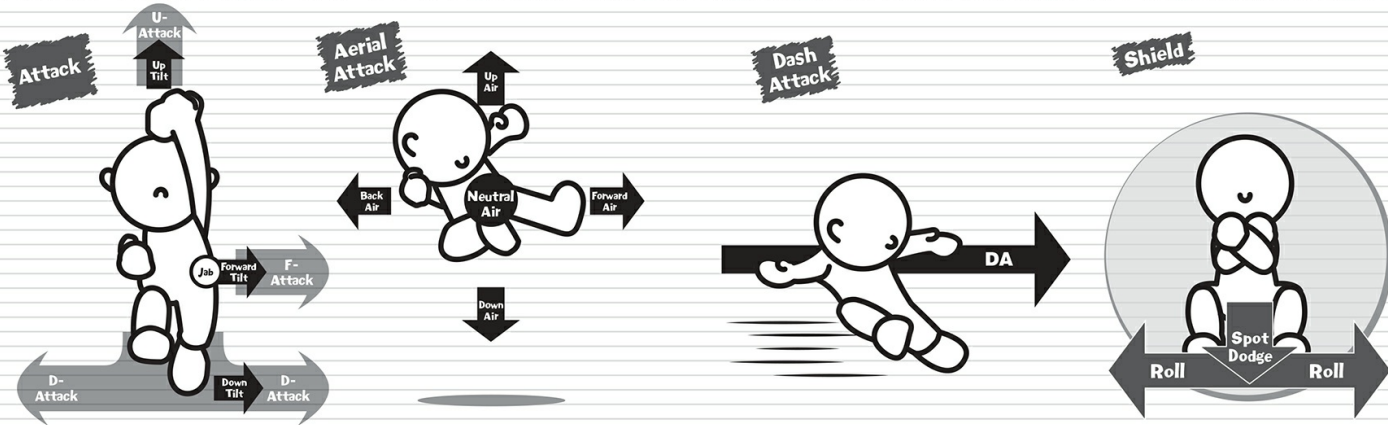 Attack
U-
Attack
Up
Tilt
Jab
Forward
Tilt
F-
Attack
D-
Attack
Down
Tilt
D-
Attack
Aerial
Attack
Up
Air
Back
Air
Neutral
Air
Forward
Air
Down
Air
Dash
Attack
DA
Shield
Spot
Dodge
Roll
Roll